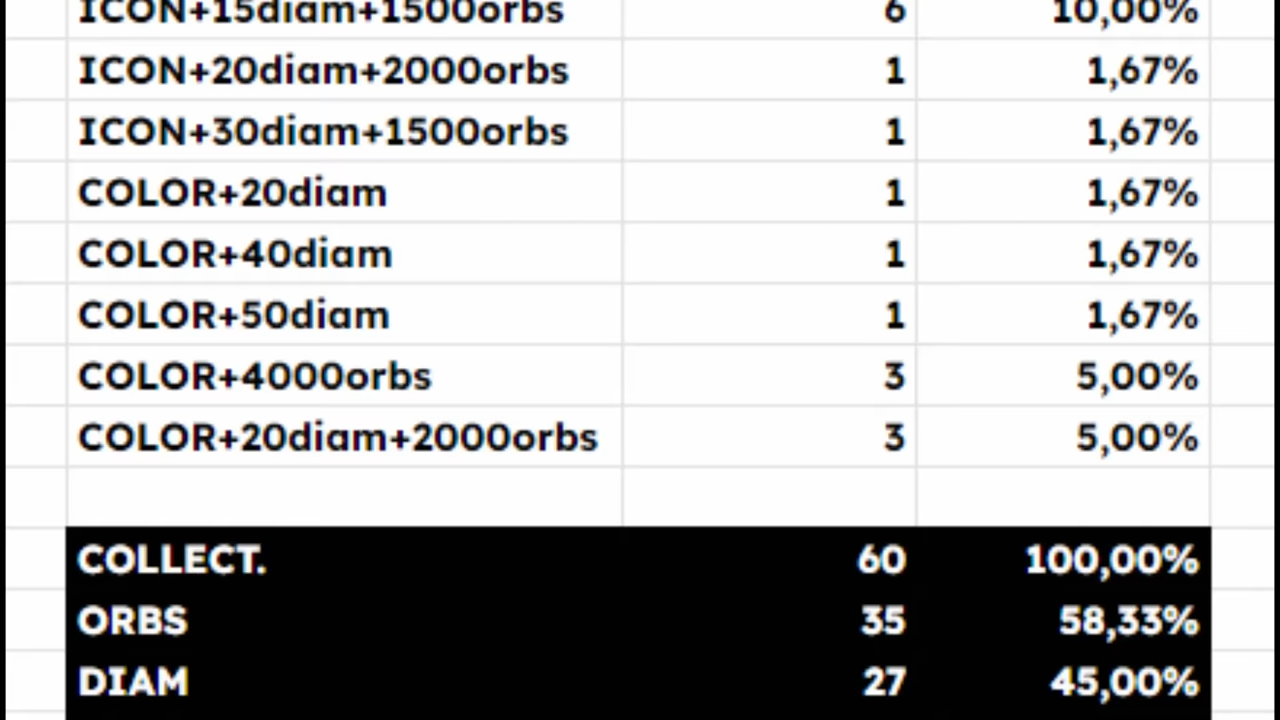 ICON+15diam+1500orbs 6 10,00%
ICON+20diam+2000orbs 1 1,67%
ICON+30diam+1500orbs 1 1,67%
COLOR+20diam 1 1,67%
COLOR+40diam 1 1,67%
COLOR+50diam 1 1,67%
COLOR+4000orbs 3 5,00%
COLOR+20diam+2000orbs 3 5,00%
COLLECT. 60 100,00%
ORBS 35 58,33%
DIAM 27 45,00%